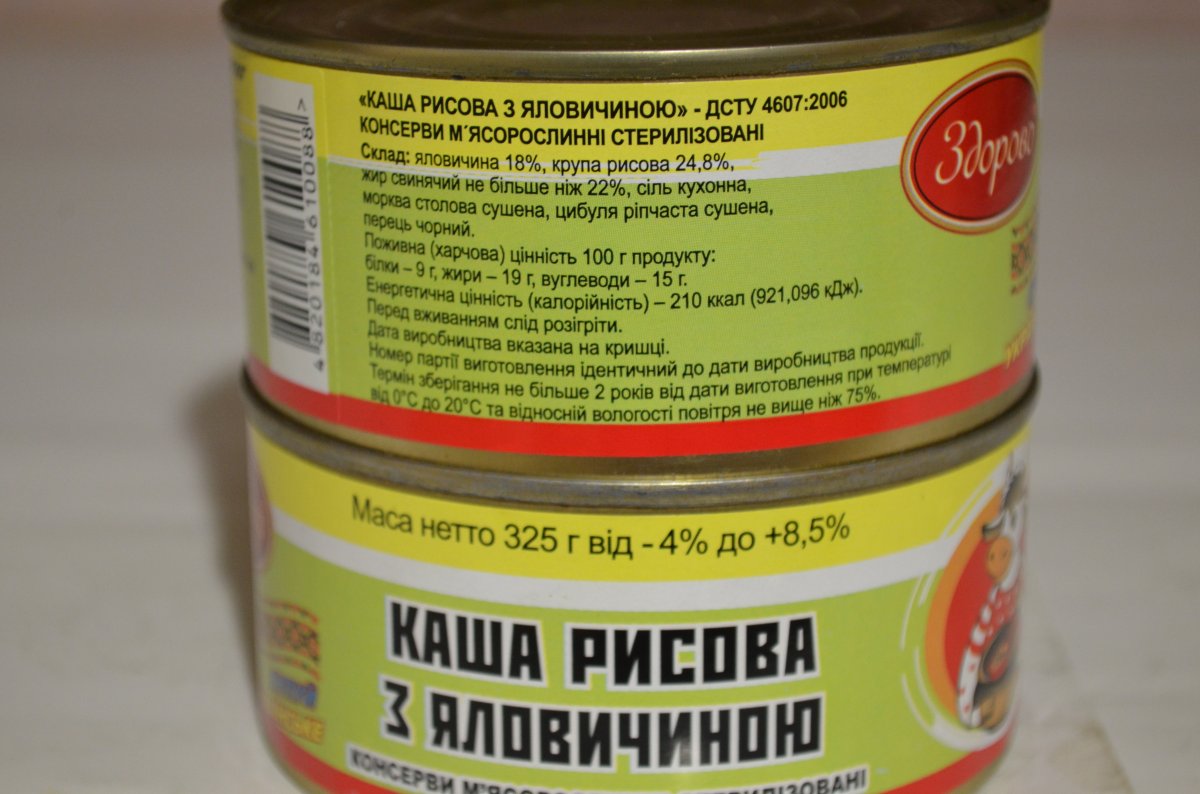 «КАША РИСОВА З ЯЛОВИЧИНОЮ» - ДСТУ 4607:2006
КОНСЕРВИ М´ЯСОРОСЛИННІ СТЕРИЛІЗОВАНІ
Склад: яловичина 18%, крупа рисова 24,8%,
жир свинячий не більше ніж 22%, сіль кухонна,
морква столова сушена, цибуля ріпчаста сушена,
перець чорний.
Поживна (харчова) цінність 100 г продукту:
білки – 9 г, жири – 19 г, вуглеводи – 15 г.
Енергетична цінність (калорійність) – 210 ккал (921,096 кДж).
Перед вживанням слід розігріти.
Дата виробництва вказана на кришці.
Номер партії виготовлення ідентичний до дати виробництва продукції.
Термін зберігання не більше 2 років від дати виготовлення при температурі
від 0°С до 20°С та відносній вологості повітря не вище ніж 75%.
4820184610088 >
Здорово
Маса нетто 325 г від -4% до +8,5%
КАША РИСОВА
З ЯЛОВИЧИНОЮ
КОНСЕРВИ